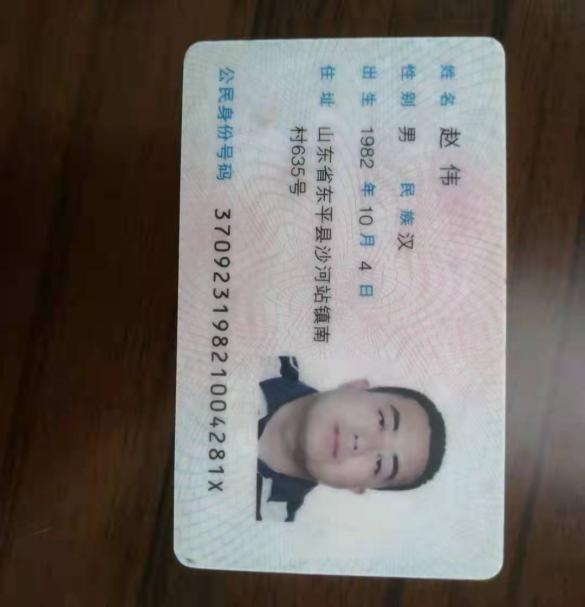 姓名 赵伟
性别 男 民族 汉
出生 1982 年 10 月 4 日
住址 山东省东平县沙河站镇南
村635号
公民身份号码 37092319821004281X